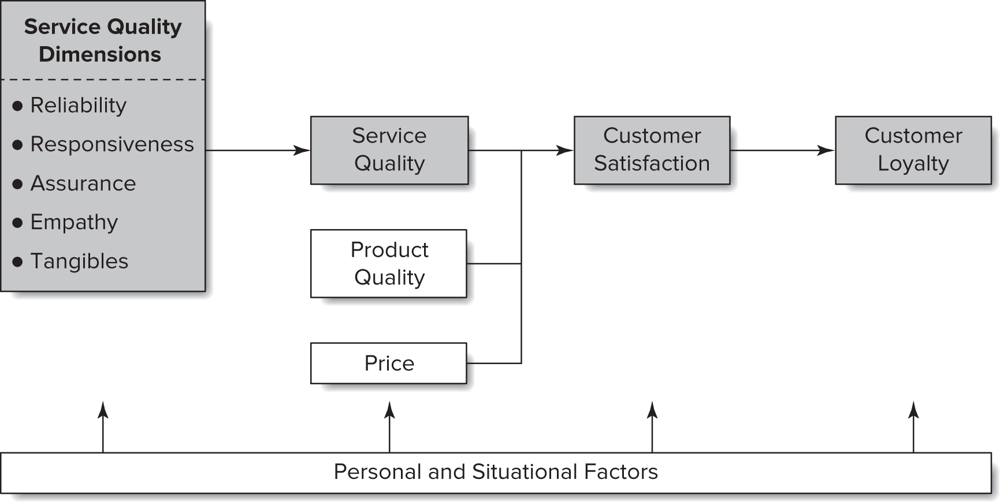 Service Quality
Dimensions
● Reliability
● Responsiveness
● Assurance
● Empathy
● Tangibles
Service
Quality
Product
Quality
Price
Customer
Satisfaction
Customer
Loyalty
Personal and Situational Factors